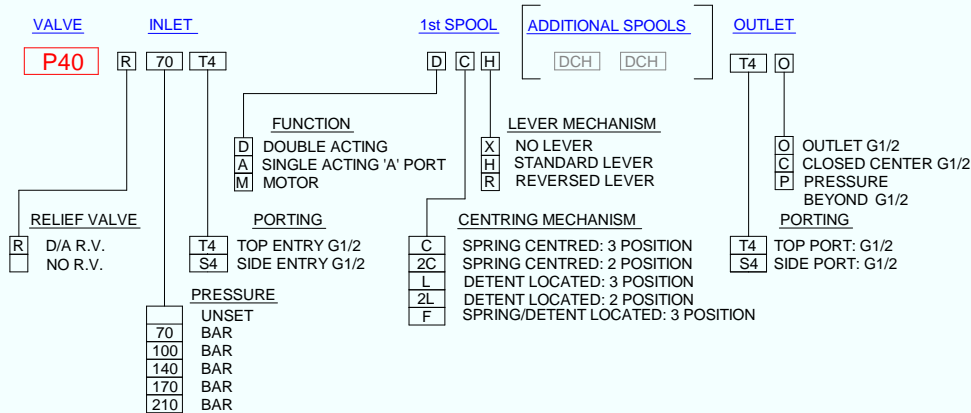 VALVE INLET 1st SPOOL ADDITIONAL SPOOLS OUTLET
P40 R 70 T4 D C H DCH DCH T4 O
FUNCTION
D DOUBLE ACTING
A SINGLE ACTING 'A' PORT
M MOTOR
LEVER MECHANISM
X NO LEVER
H STANDARD LEVER
R REVERSED LEVER
O OUTLET G1/2
C CLOSED CENTER G1/2
P PRESSURE
BEYOND G1/2
RELIEF VALVE
R D/A R.V.
NO R.V.
PORTING
T4 TOP ENTRY G1/2
S4 SIDE ENTRY G1/2
CENTRING MECHANISM
C SPRING CENTRED: 3 POSITION
2C SPRING CENTRED: 2 POSITION
L DETENT LOCATED: 3 POSITION
2L DETENT LOCATED: 2 POSITION
F SPRING/DETENT LOCATED: 3 POSITION
PORTING
T4 TOP PORT: G1/2
S4 SIDE PORT: G1/2
PRESSURE
UNSET
70 BAR
100 BAR
140 BAR
170 BAR
210 BAR